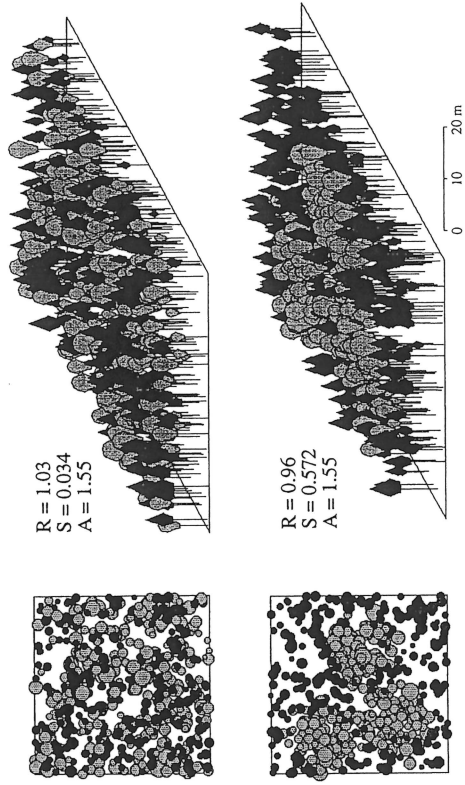 R = 1.03
S = 0.034
A = 1.55
R = 0.96
S = 0.572
A = 1.55
0 10 20 m